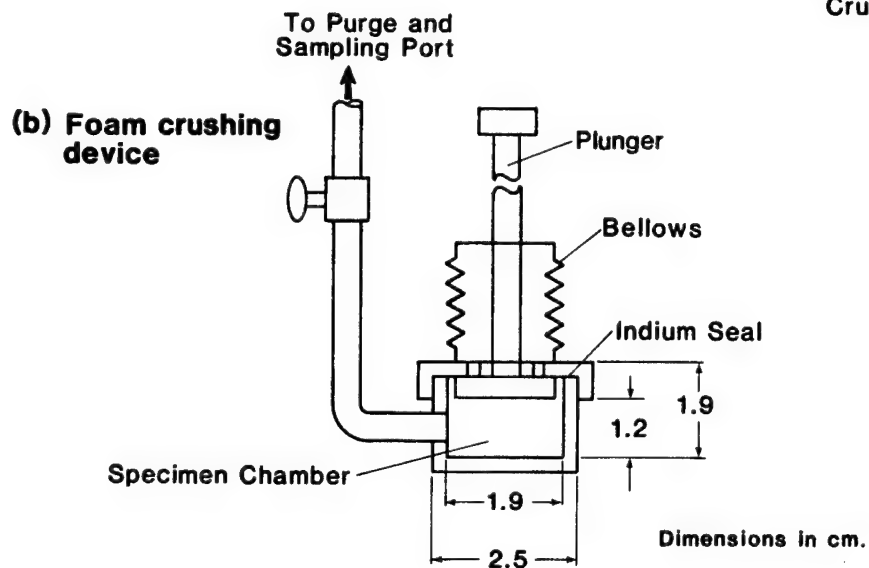 Cru
To Purge and
Sampling Port
(b) Foam crushing
device
Plunger
Bellows
Indium Seal
1.9
1.2
Specimen Chamber
1.9
2.5
Dimensions in cm.